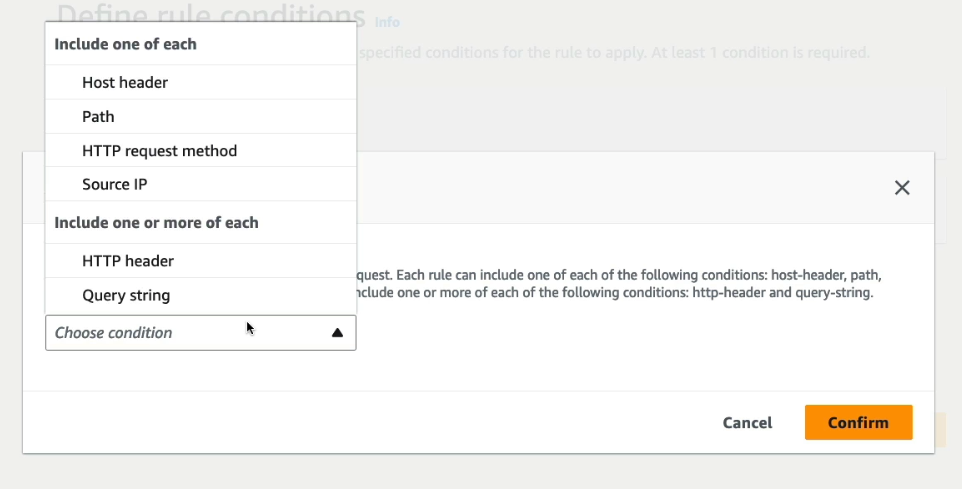 Define rule conditions Info
Include one of each
specified conditions for the rule to apply. At least 1 condition is required.
Host header
Path
HTTP request method
Source IP
Include one or more of each
HTTP header
quest. Each rule can include one of each of the following conditions: host-header, path,
Query string
nclude one or more of each of the following conditions: http-header and query-string.
Choose condition
Cancel
Confirm